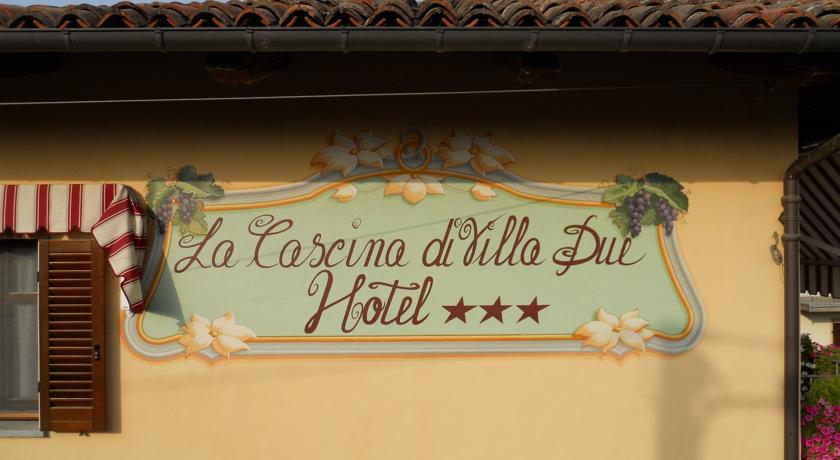 La Cascina di Villa Due
Hotel ★★★